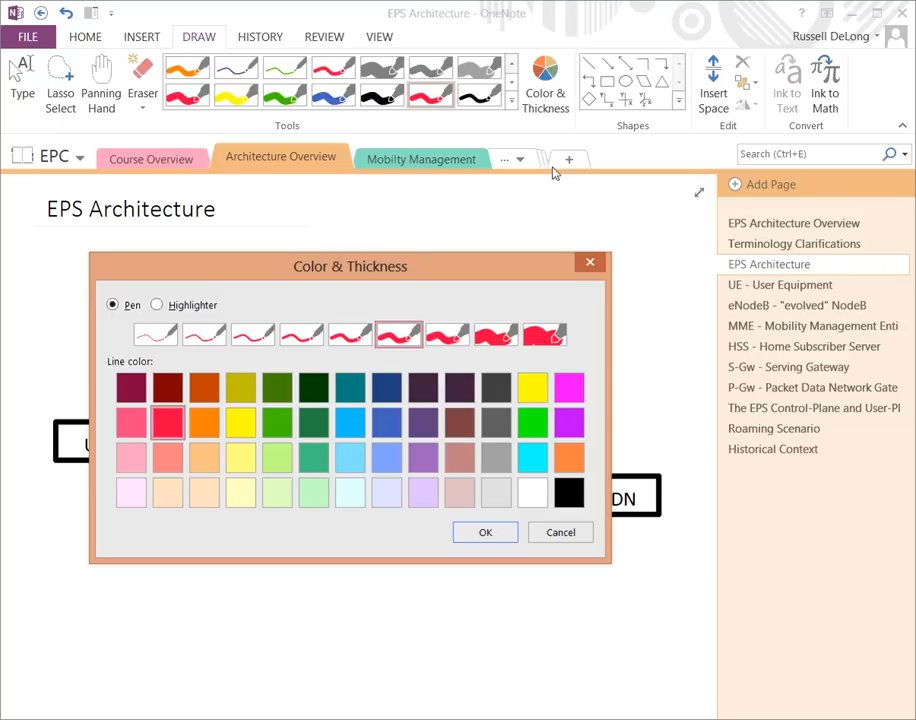 EPS Architecture - OneNote
?
FILE
HOME
INSERT
DRAW
HISTORY
REVIEW
VIEW
Russell DeLong
Type
Lasso
Select
Panning
Hand
Eraser
Color &
Thickness
Insert
Space
Ink to
Text
Ink to
Math
Tools
Shapes
Edit
Convert
EPC
Course Overview
Architecture Overview
Mobilty Management
...
Search (Ctrl+E)
EPS Architecture
Add Page
EPS Architecture Overview
Terminology Clarifications
EPS Architecture
UE - User Equipment
eNodeB - "evolved" NodeB
MME - Mobility Management Enti
HSS - Home Subscriber Server
S-Gw - Serving Gateway
P-Gw - Packet Data Network Gate
The EPS Control-Plane and User-Pl
Roaming Scenario
Historical Context
Color & Thickness
Pen
Highlighter
Line color:
OK
Cancel
DN